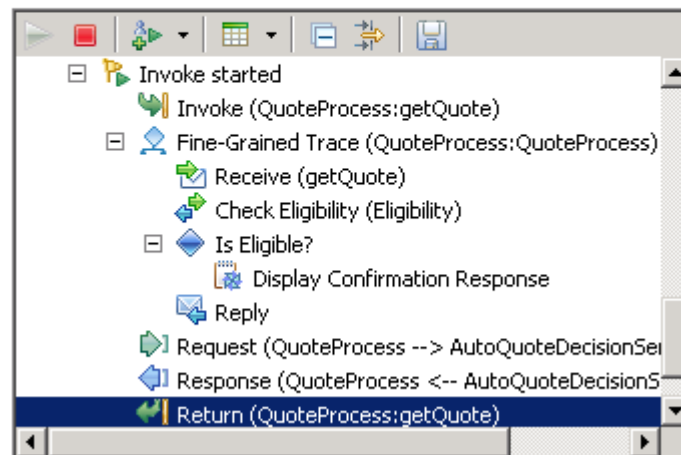 Invoke started
Invoke (QuoteProcess:getQuote)
Fine-Grained Trace (QuoteProcess:QuoteProcess)
Receive (getQuote)
Check Eligibility (Eligibility)
Is Eligible?
Display Confirmation Response
Reply
Request (QuoteProcess --> AutoQuoteDecisionSer
Response (QuoteProcess <-- AutoQuoteDecisionS
Return (QuoteProcess:getQuote)